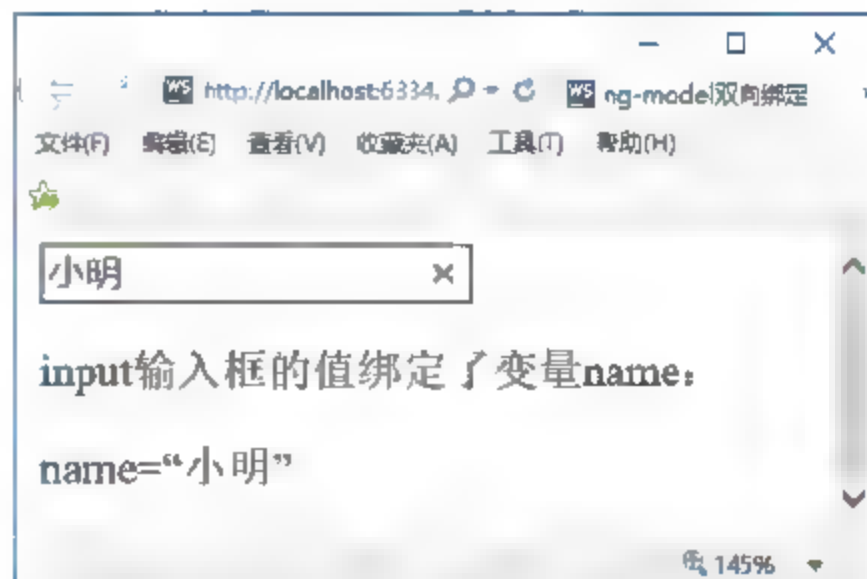 http://localhost:6334. ng-model双向绑定
文件(F) 编辑(E) 查看(V) 收藏夹(A) 工具(T) 帮助(H)
小明
input输入框的值绑定了变量name：
name=“小明”
145%